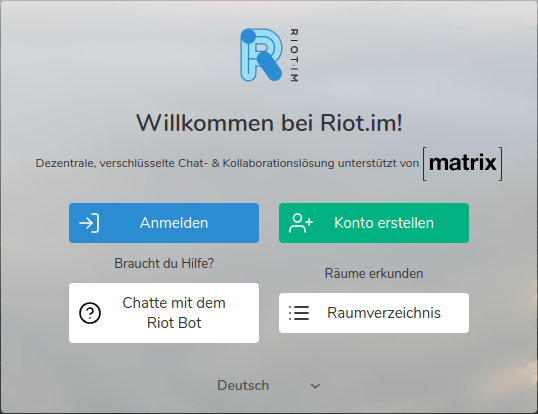 RIOT.IM
Willkommen bei Riot.im!
Dezentrale, verschlüsselte Chat- & Kollaborationslösung unterstützt von [matrix]
Anmelden
Konto erstellen
Braucht du Hilfe?
Räume erkunden
Chatte mit dem
Riot Bot
Raumverzeichnis
Deutsch